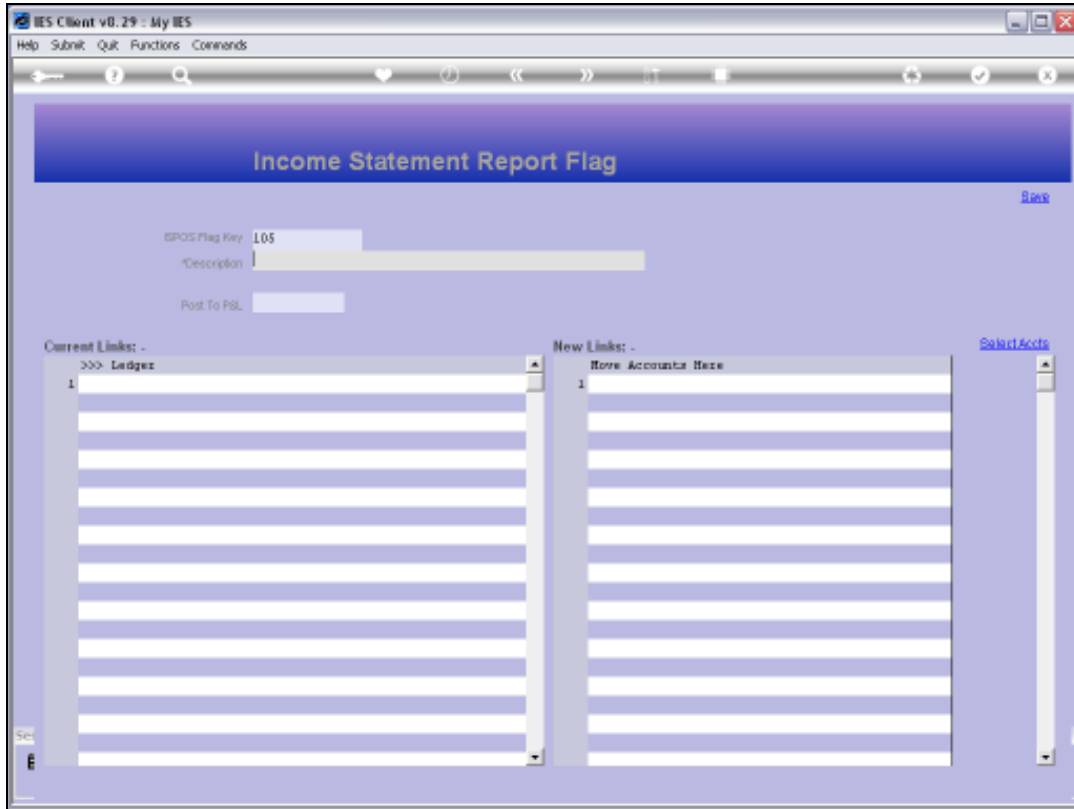 IES Client v8.29 : My IES
Help Submit Quit Functions Commands
Income Statement Report Flag
Save
ISPOS Flag Key 105
*Description
Post To P&L
Current Links: -
New Links: -
Select Accts
>>> Ledger
Move Accounts Here
1
1